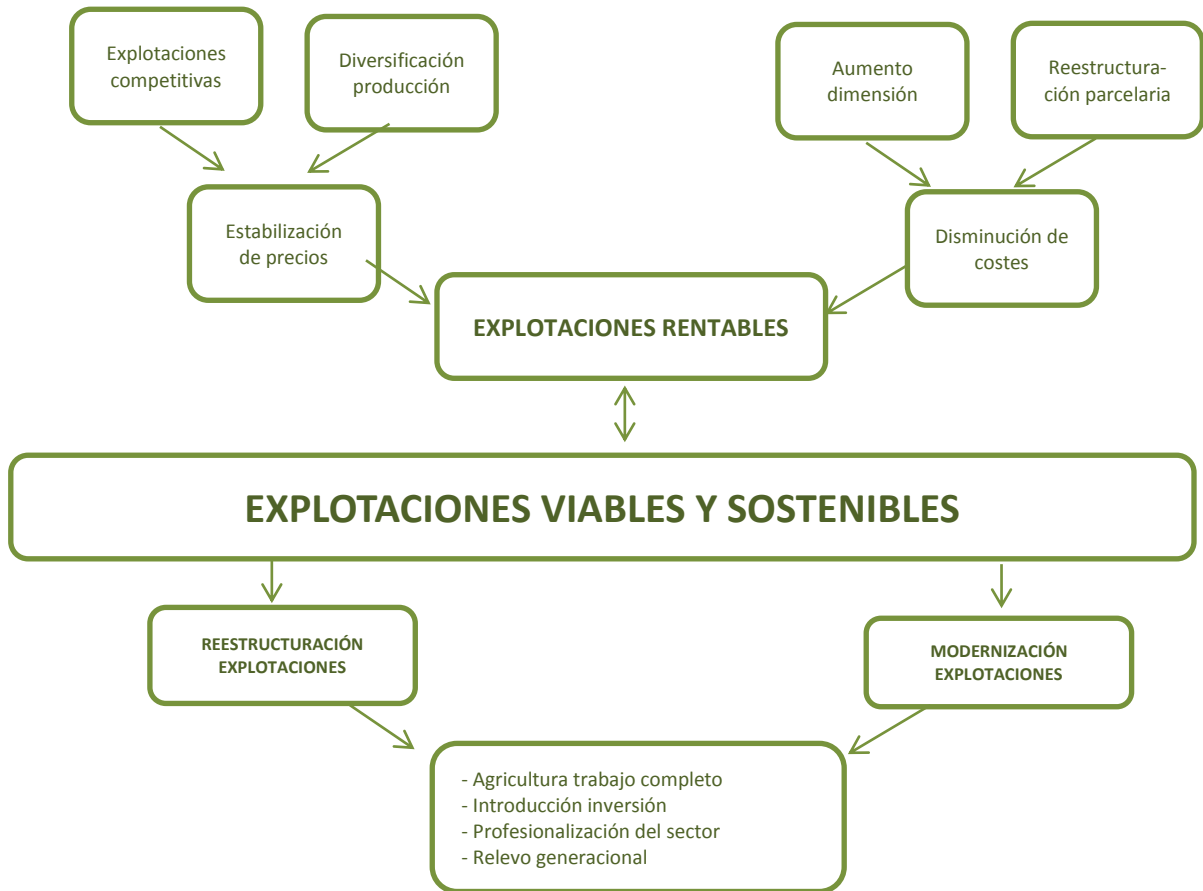 Explotaciones
competitivas
Diversificación
producción
Aumento
dimensión
Reestructura-
ción parcelaria
Estabilización
de precios
Disminución de
costes
EXPLOTACIONES RENTABLES
EXPLOTACIONES VIABLES Y SOSTENIBLES
REESTRUCTURACIÓN
EXPLOTACIONES
MODERNIZACIÓN
EXPLOTACIONES
- Agricultura trabajo completo
- Introducción inversión
- Profesionalización del sector
- Relevo generacional